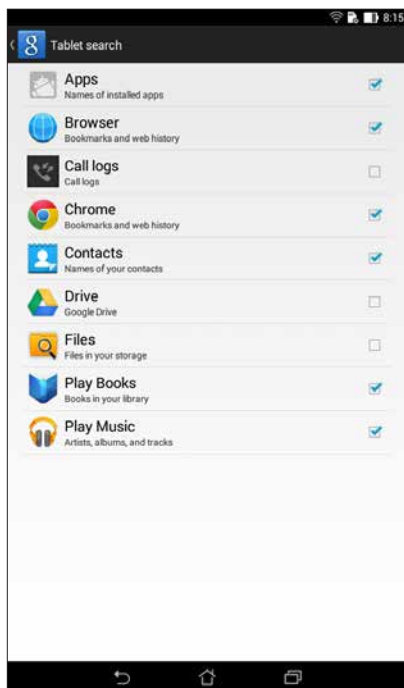 8:15
Tablet search
Apps
Names of installed apps
Browser
Bookmarks and web history
Call logs
Call logs
Chrome
Bookmarks and web history
Contacts
Names of your contacts
Drive
Google Drive
Files
Files in your storage
Play Books
Books in your library
Play Music
Artists, albums, and tracks